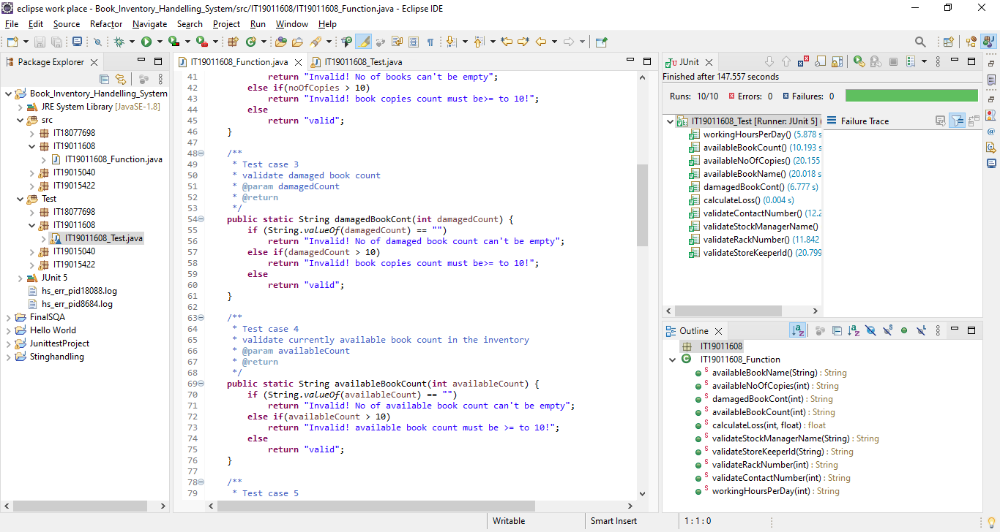 eclipse work place - Book_Inventory_Handelling_System/src/IT19011608/IT19011608_Function.java - Eclipse IDE
File Edit Source Refactor Navigate Search Project Run Window Help
Package Explorer
Book_Inventory_Handelling_System
JRE System Library [JavaSE-1.8]
src
IT18077698
IT19011608
IT19011608_Function.java
IT19015040
IT19015422
Test
IT18077698
IT19011608
IT19011608_Test.java
IT19015040
IT19015422
JUnit 5
hs_err_pid18088.log
hs_err_pid8684.log
FinalSQA
Hello World
JunittestProject
Stinghandling
IT19011608_Function.java IT19011608_Test.java
41 return "Invalid! No of books can't be empty";
42 else if(noOfCopies > 10)
43 return "Invalid! book copies count must be>= to 10!";
44 else
45 return "valid";
46 }
47
48 /**
49 * Test case 3
50 * validate damaged book count
51 * @param damagedCount
52 * @return
53 */
54 public static String damagedBookCont(int damagedCount) {
55 if (String.valueOf(damagedCount) == "")
56 return "Invalid! No of damaged book count can't be empty";
57 else if(damagedCount > 10)
58 return "Invalid! book copies count must be>= to 10!";
59 else
60 return "valid";
61 }
62
63 /**
64 * Test case 4
65 * validate currently available book count in the inventory
66 * @param availableCount
67 * @return
68 */
69 public static String availableBookCount(int availableCount) {
70 if (String.valueOf(availableCount) == "")
71 return "Invalid! No of available book count can't be empty";
72 else if(availableCount > 10)
73 return "Invalid! available book count must be >= to 10!";
74 else
75 return "valid";
76 }
77
78 /**
79 * Test case 5
JUnit
Finished after 147.557 seconds
Runs: 10/10 Errors: 0 Failures: 0
IT19011608_Test [Runner: JUnit 5] (
workingHoursPerDay() (5.878 s
availableBookCount() (10.193 s
availableNoOfCopies() (20.155
availableBookName() (20.018 s
damagedBookCont() (6.777 s)
calculateLoss() (0.004 s)
validateContactNumber() (12.2
validateStockManagerName()
validateRackNumber() (11.842
validateStoreKeeperId() (20.799
Failure Trace
Outline
IT19011608
IT19011608_Function
availableBookName(String) : String
availableNoOfCopies(int) : String
damagedBookCont(int) : String
availableBookCount(int) : String
calculateLoss(int, float) : float
validateStockManagerName(String) : String
validateStoreKeeperId(String) : String
validateRackNumber(int) : String
validateContactNumber(int) : String
workingHoursPerDay(int) : String
Writable Smart Insert 1 : 1 : 0